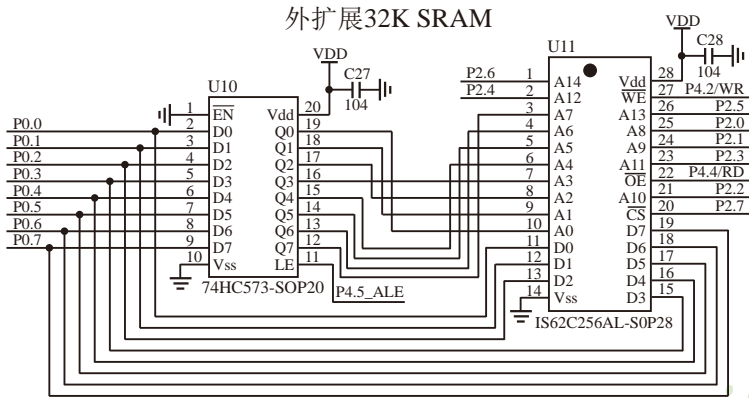 外扩展32K SRAM
U11
VDD
C28
104
VDD
U10
C27
104
P2.6
P2.4
P0.0
P0.1
P0.2
P0.3
P0.4
P0.5
P0.6
P0.7
1 EN Vdd 20
2 D0 Q0 19
3 D1 Q1 18
4 D2 Q2 17
5 D3 Q3 16
6 D4 Q4 15
7 D5 Q5 14
8 D6 Q6 13
9 D7 Q7 12
10 Vss LE 11
74HC573-SOP20
P4.5_ALE
1 A14 Vdd 28
2 A12 WE 27 P4.2/WR
3 A7 A13 26 P2.5
4 A6 A8 25 P2.0
5 A5 A9 24 P2.1
6 A4 A11 23 P2.3
7 A3 OE 22 P4.4/RD
8 A2 A10 21 P2.2
9 A1 CS 20 P2.7
10 A0 D7 19
11 D0 D6 18
12 D1 D5 17
13 D2 D4 16
14 Vss D3 15
IS62C256AL-S0P28